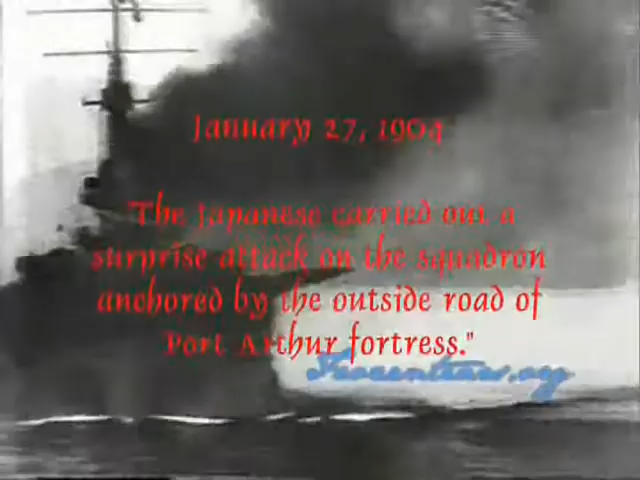 January 27, 1904
"The Japanese carried out a
surprise attack on the squadron
anchored by the outside road of
Port Arthur fortress."